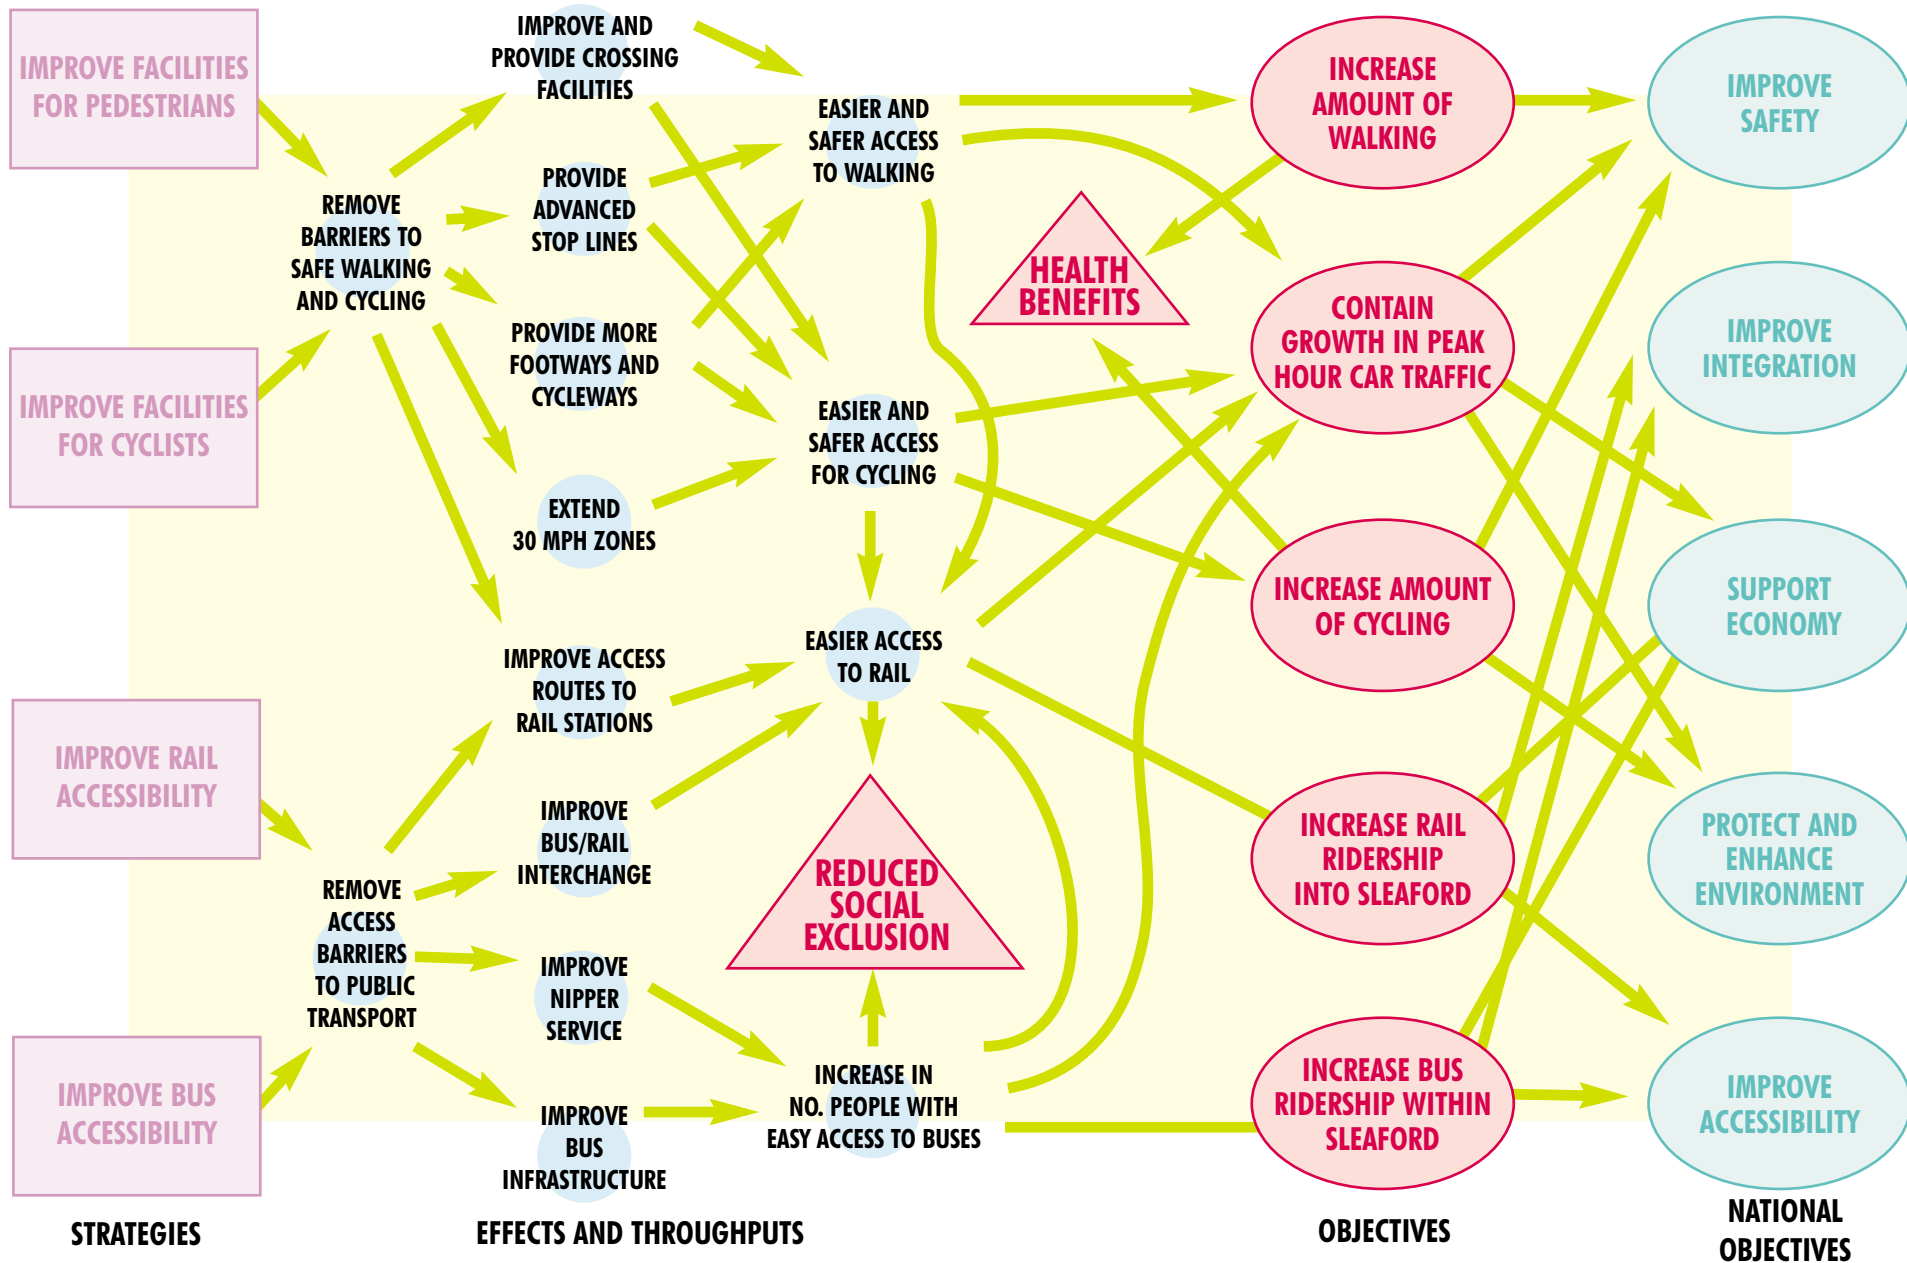 IMPROVE FACILITIES
FOR PEDESTRIANS
IMPROVE FACILITIES
FOR CYCLISTS
IMPROVE RAIL
ACCESSIBILITY
IMPROVE BUS
ACCESSIBILITY
STRATEGIES
REMOVE
BARRIERS TO
SAFE WALKING
AND CYCLING
REMOVE
ACCESS
BARRIERS
TO PUBLIC
TRANSPORT
IMPROVE AND
PROVIDE CROSSING
FACILITIES
PROVIDE
ADVANCED
STOP LINES
PROVIDE MORE
FOOTWAYS AND
CYCLEWAYS
EXTEND
30 MPH ZONES
IMPROVE ACCESS
ROUTES TO
RAIL STATIONS
IMPROVE
BUS/RAIL
INTERCHANGE
IMPROVE
NIPPER
SERVICE
IMPROVE
BUS
INFRASTRUCTURE
EASIER AND
SAFER ACCESS
TO WALKING
EASIER AND
SAFER ACCESS
FOR CYCLING
EASIER ACCESS
TO RAIL
REDUCED
SOCIAL
EXCLUSION
INCREASE IN
NO. PEOPLE WITH
EASY ACCESS TO BUSES
EFFECTS AND THROUGHPUTS
HEALTH
BENEFITS
INCREASE
AMOUNT OF
WALKING
CONTAIN
GROWTH IN PEAK
HOUR CAR TRAFFIC
INCREASE AMOUNT
OF CYCLING
INCREASE RAIL
RIDERSHIP
INTO SLEAFORD
INCREASE BUS
RIDERSHIP WITHIN
SLEAFORD
OBJECTIVES
IMPROVE
SAFETY
IMPROVE
INTEGRATION
SUPPORT
ECONOMY
PROTECT AND
ENHANCE
ENVIRONMENT
IMPROVE
ACCESSIBILITY
NATIONAL
OBJECTIVES